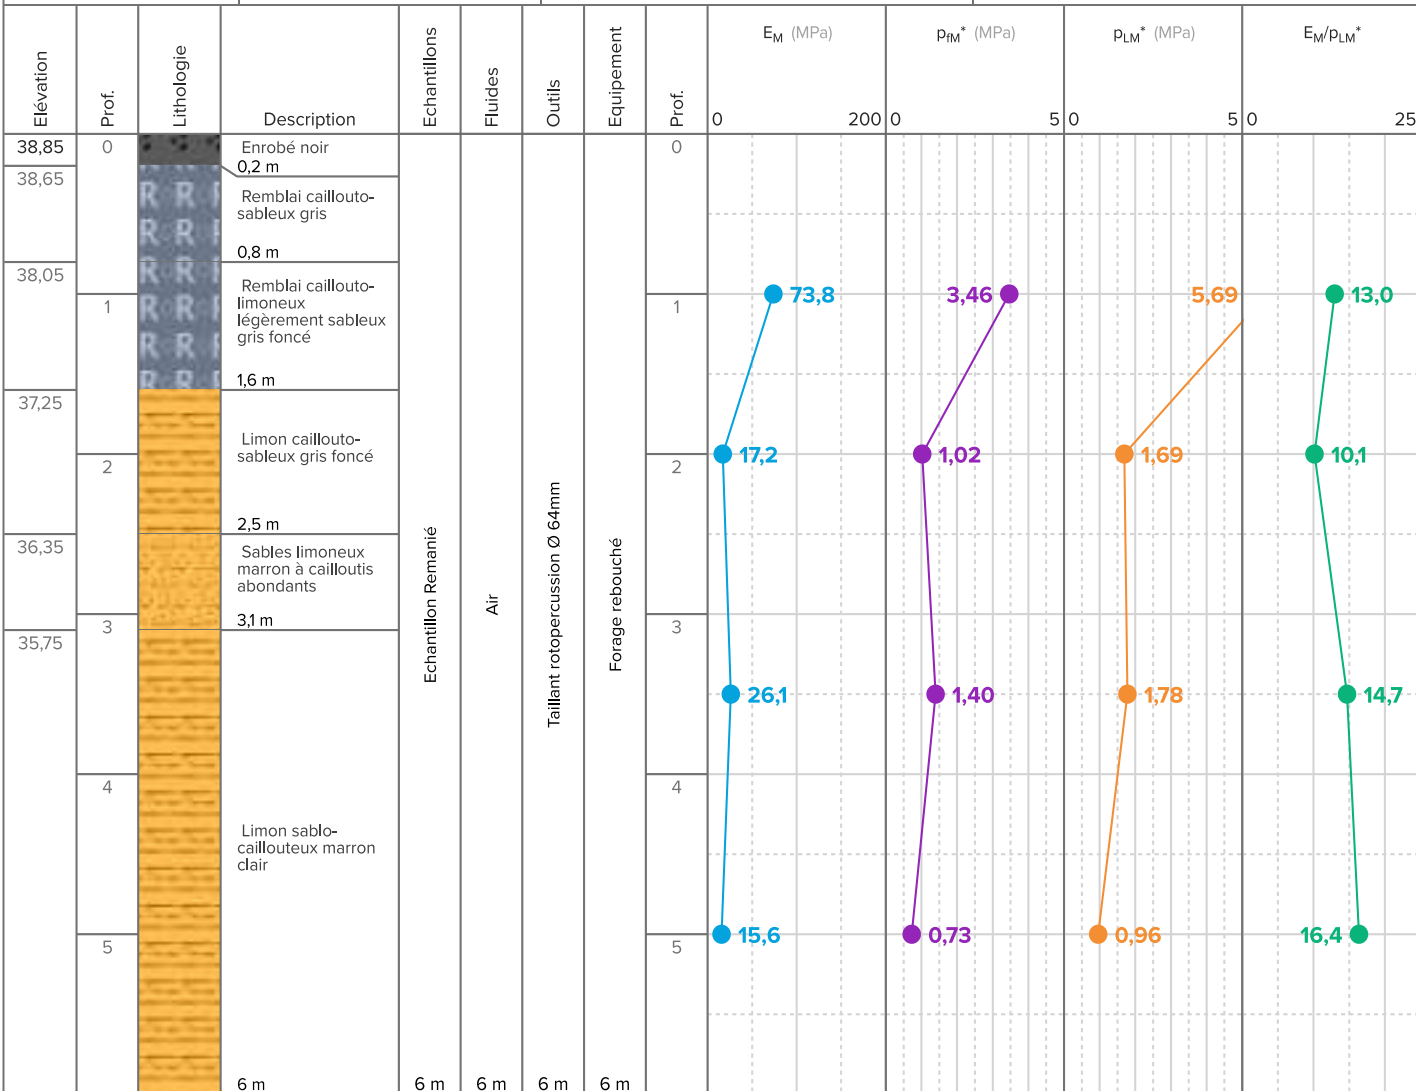 Elévation
Prof.
Lithologie
Description
Echantillons
Fluides
Outils
Equipement
Prof.
E_M (MPa)
p_fM* (MPa)
p_LM* (MPa)
E_M/p_LM*
0 200
0 5
0 5
0 25
38,85
0
Enrobé noir
0,2 m
0
38,65
Remblai caillouto-
sableux gris
0,8 m
38,05
1
Remblai caillouto-
limoneux
légèrement sableux
gris foncé
1,6 m
1
73,8
3,46
5,69
13,0
37,25
Limon caillouto-
sableux gris foncé
2
2,5 m
2
17,2
1,02
1,69
10,1
36,35
Sables limoneux
marron à cailloutis
abondants
3,1 m
3
3
35,75
26,1
1,40
1,78
14,7
4
Limon sablo-
caillouteux marron
clair
4
5
5
15,6
0,73
0,96
16,4
Echantillon Remanié
Air
Taillant rotopercussion Ø 64mm
Forage rebouché
6 m
6 m
6 m
6 m
6 m